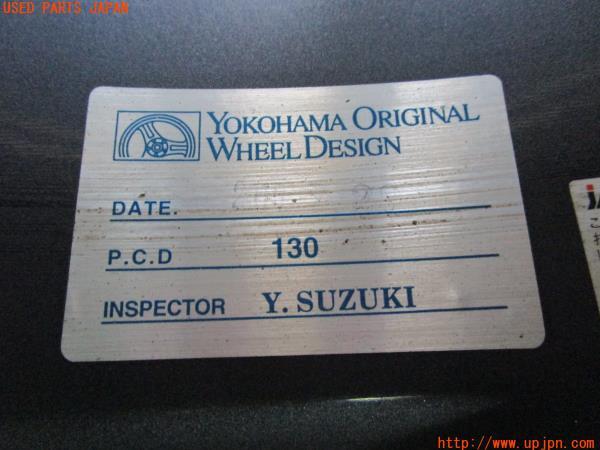 USED PARTS JAPAN
YOKOHAMA ORIGINAL
WHEEL DESIGN
DATE.
P.C.D 130
INSPECTOR Y. SUZUKI
http://www.upjpn.com